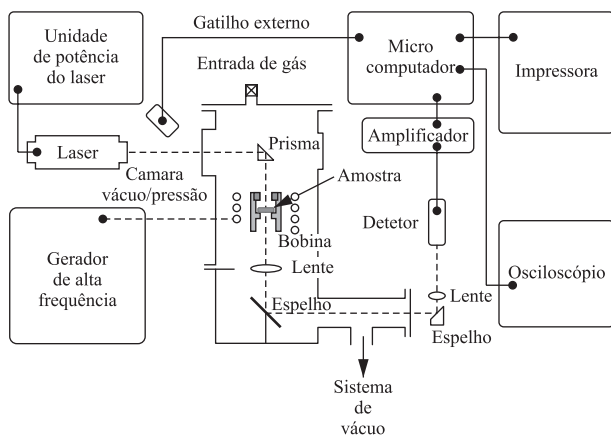 Unidade
de potência
do laser
Gatilho externo
Micro
computador
Impressora
Entrada de gás
Amplificador
Laser
Prisma
Camara
vácuo/pressão
Amostra
Detetor
Gerador
de alta
frequência
Bobina
Lente
Osciloscópio
Lente
Espelho
Espelho
Sistema
de
vácuo